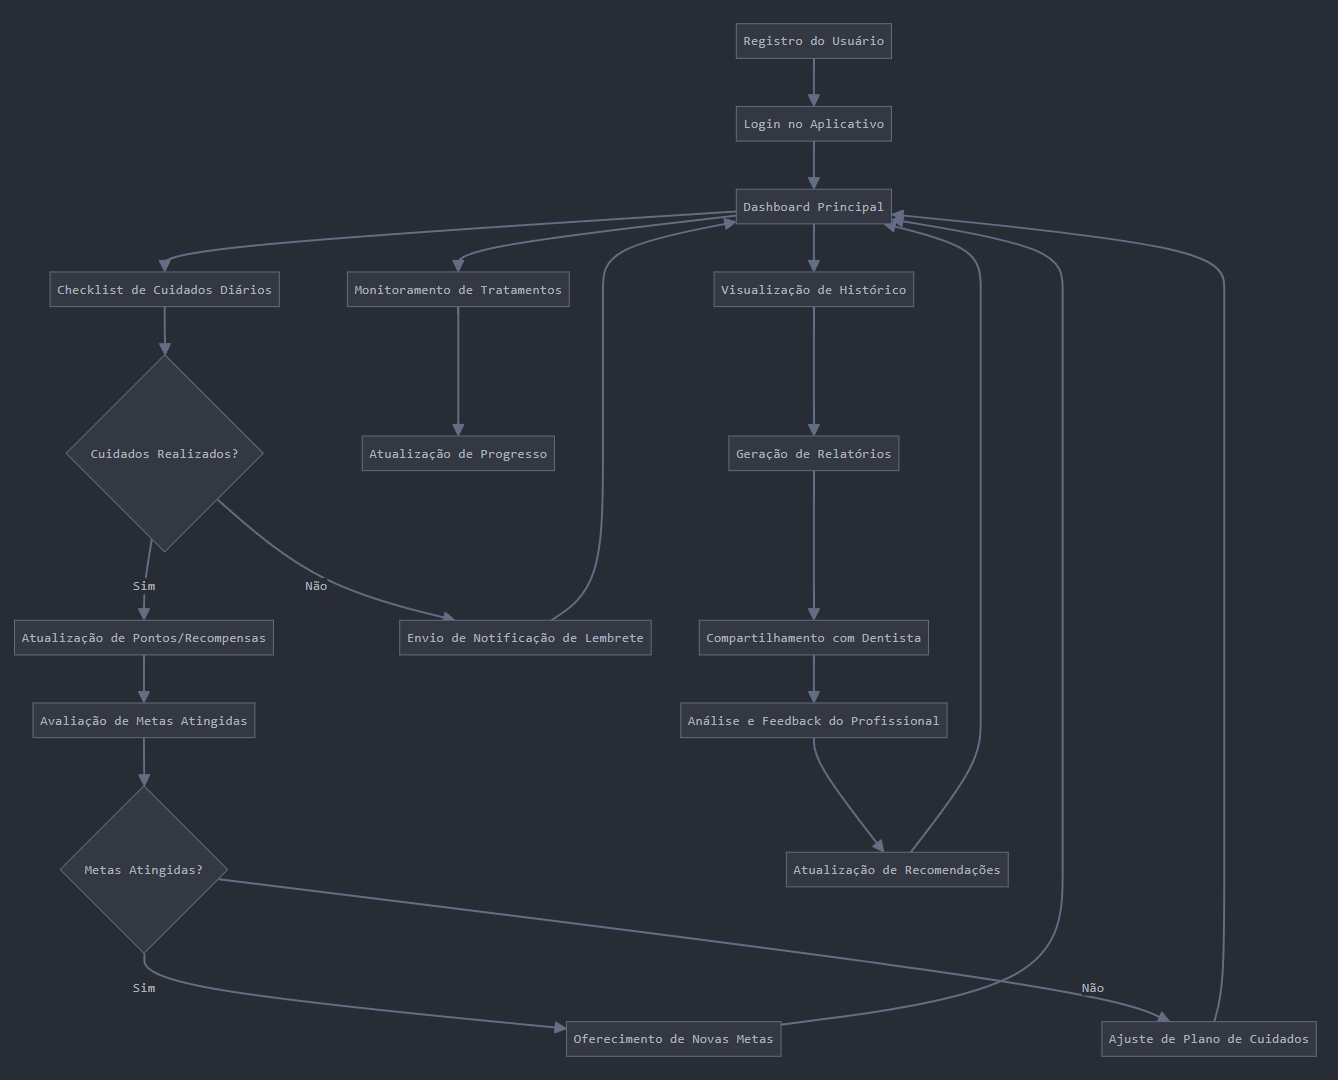 Registro do Usuário
Login no Aplicativo
Dashboard Principal
Checklist de Cuidados Diários
Monitoramento de Tratamentos
Visualização de Histórico
Cuidados Realizados?
Atualização de Progresso
Geração de Relatórios
Sim
Não
Atualização de Pontos/Recompensas
Envio de Notificação de Lembrete
Compartilhamento com Dentista
Avaliação de Metas Atingidas
Análise e Feedback do Profissional
Metas Atingidas?
Atualização de Recomendações
Sim
Não
Oferecimento de Novas Metas
Ajuste de Plano de Cuidados